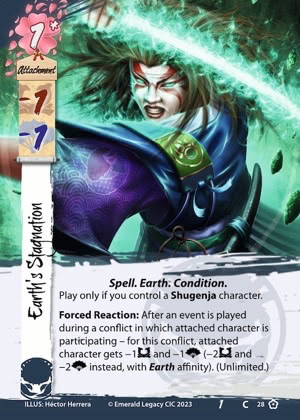 1
Attachment
-1
-1
Earth's Stagnation
Spell. Earth. Condition.
Play only if you control a Shugenja character.
Forced Reaction: After an event is played
during a conflict in which attached character is
participating – for this conflict, attached
character gets −1 and −1 (−2 and
−2 instead, with Earth affinity). (Unlimited.)
ILLUS: Héctor Herrera © Emerald Legacy CIC 2023 1 C 28